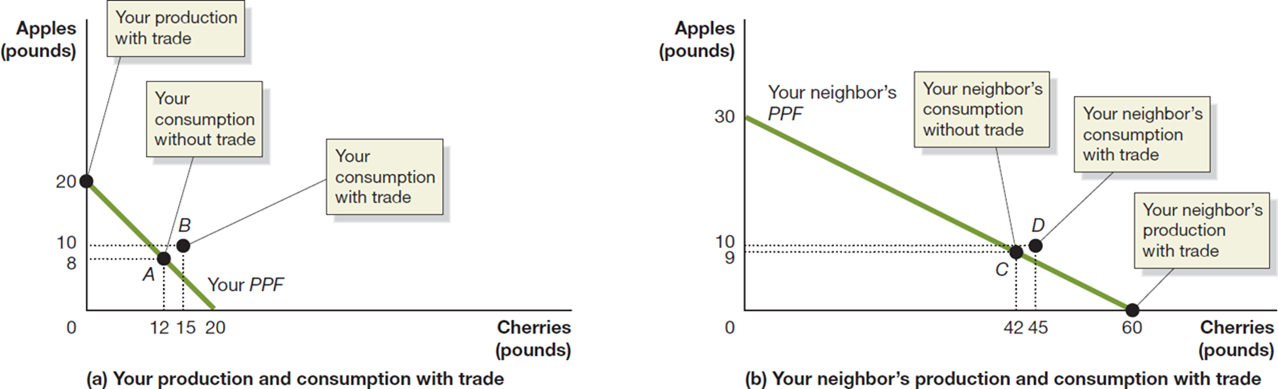 Apples
(pounds)
Your production
with trade
Your
consumption
without trade
Your
consumption
with trade
20
10
8
B
A
Your PPF
0
12
15
20
Cherries
(pounds)
(a) Your production and consumption with trade
Apples
(pounds)
Your neighbor’s
PPF
Your neighbor’s
consumption
without trade
Your neighbor’s
consumption
with trade
Your neighbor’s
production
with trade
30
10
9
D
C
0
42
45
60
Cherries
(pounds)
(b) Your neighbor’s production and consumption with trade